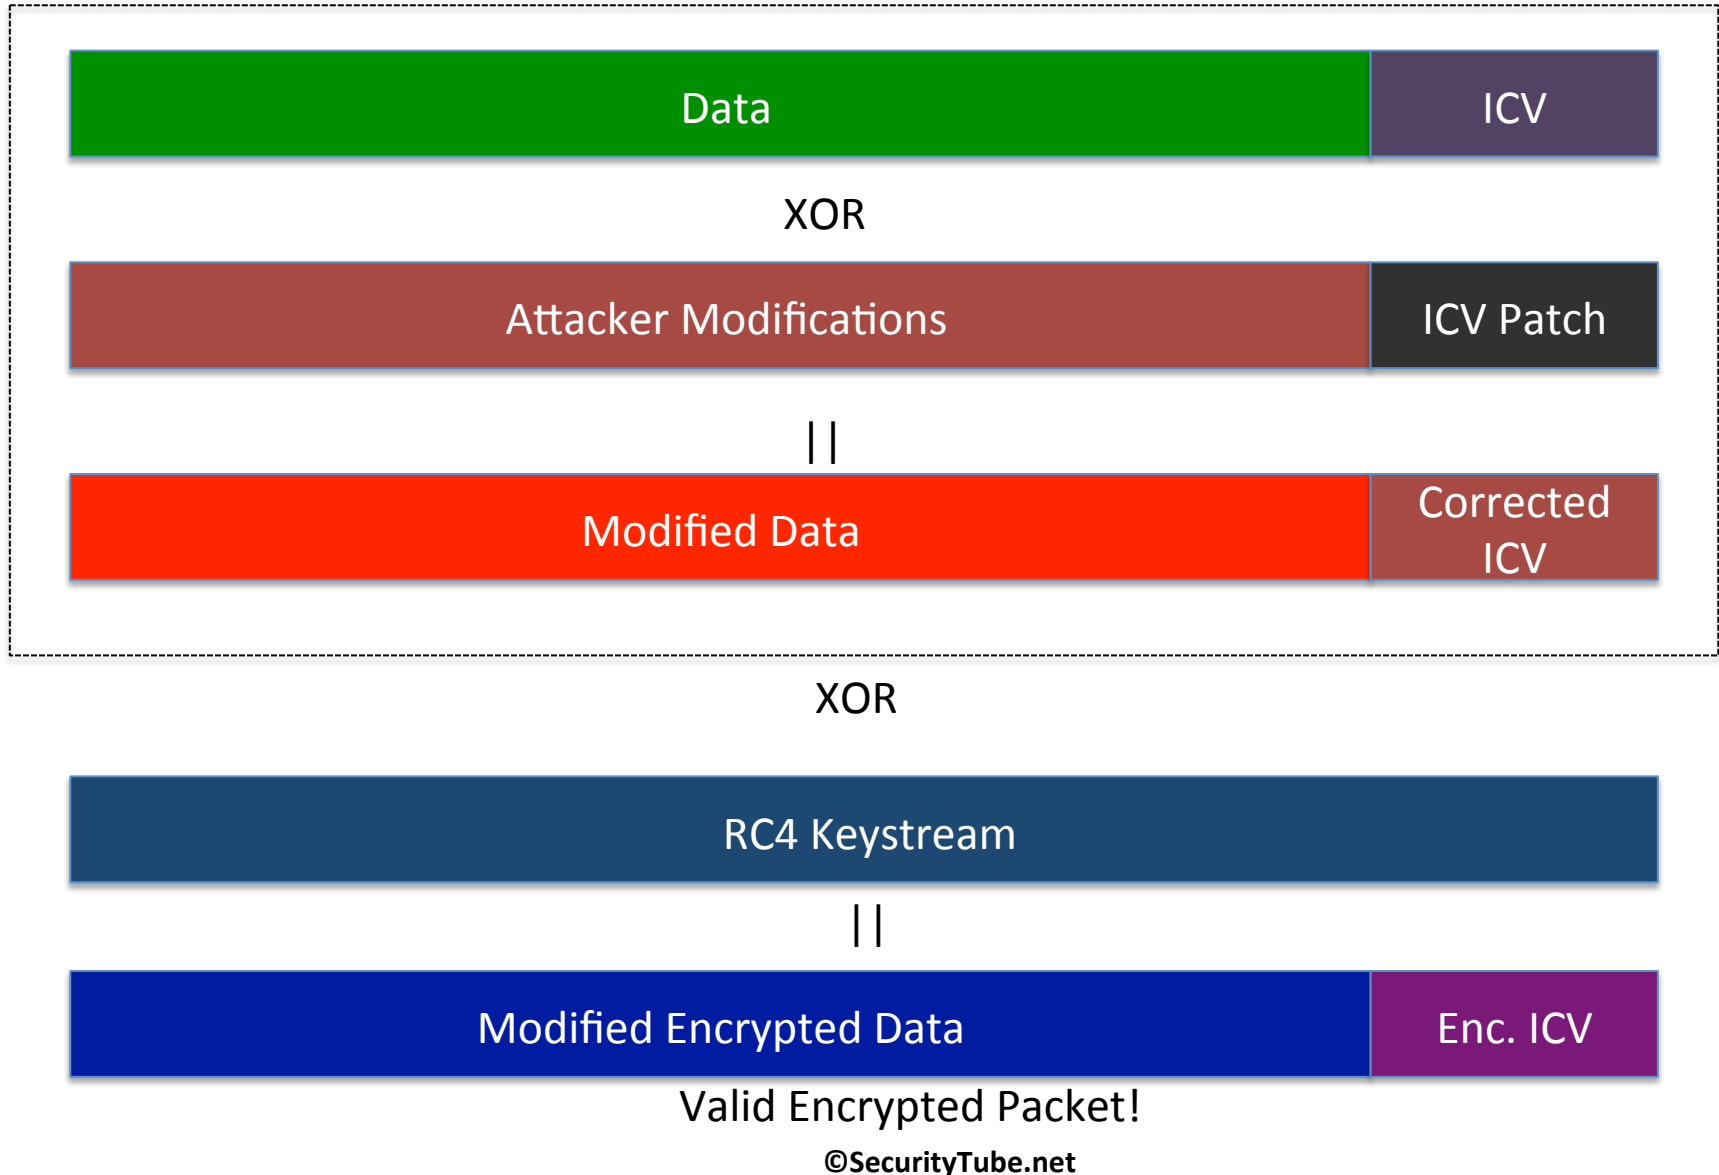 Data ICV
XOR
Attacker Modifications ICV Patch
||
Modified Data Corrected ICV
XOR
RC4 Keystream
||
Modified Encrypted Data Enc. ICV
Valid Encrypted Packet!
©SecurityTube.net